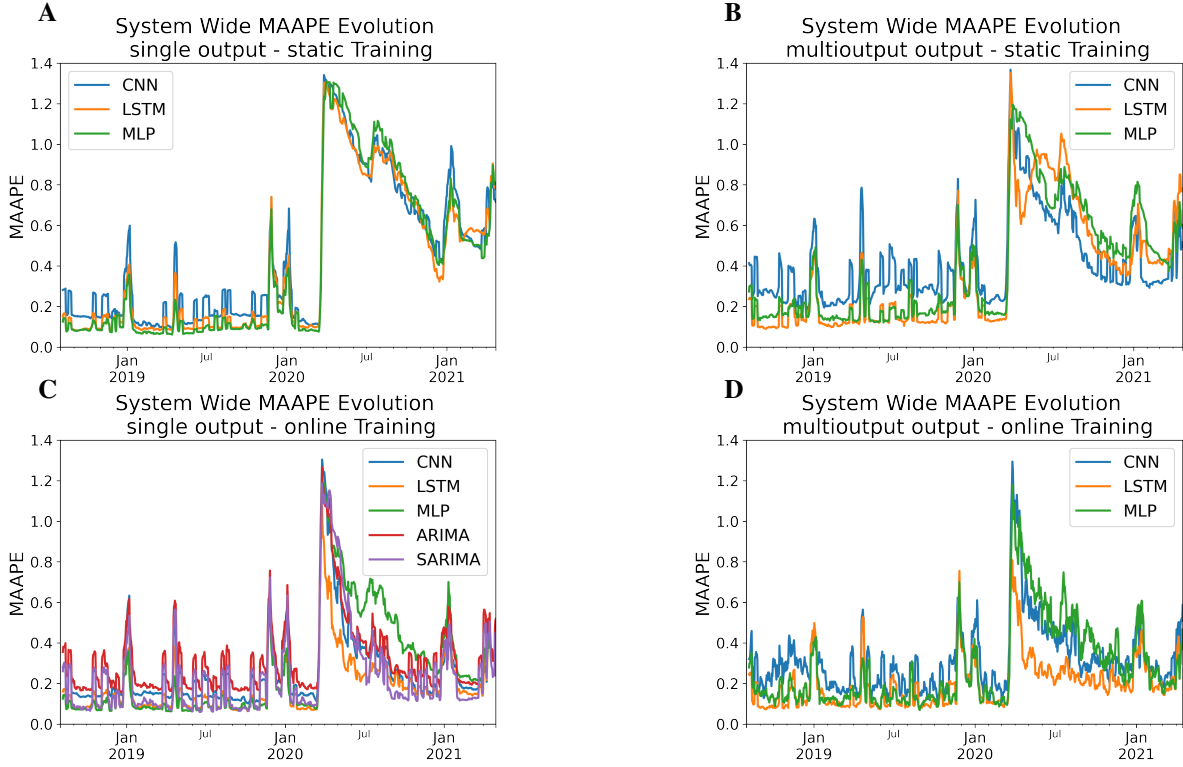 A
System Wide MAAPE Evolution
single output - static Training
MAAPE
1.4
1.2
1.0
0.8
0.6
0.4
0.2
0.0
CNN
LSTM
MLP
Jan
2019
Jul
Jan
2020
Jul
Jan
2021
B
System Wide MAAPE Evolution
multioutput output - static Training
MAAPE
1.4
1.2
1.0
0.8
0.6
0.4
0.2
0.0
CNN
LSTM
MLP
Jan
2019
Jul
Jan
2020
Jul
Jan
2021
C
System Wide MAAPE Evolution
single output - online Training
MAAPE
1.4
1.2
1.0
0.8
0.6
0.4
0.2
0.0
CNN
LSTM
MLP
ARIMA
SARIMA
Jan
2019
Jul
Jan
2020
Jul
Jan
2021
D
System Wide MAAPE Evolution
multioutput output - online Training
MAAPE
1.4
1.2
1.0
0.8
0.6
0.4
0.2
0.0
CNN
LSTM
MLP
Jan
2019
Jul
Jan
2020
Jul
Jan
2021